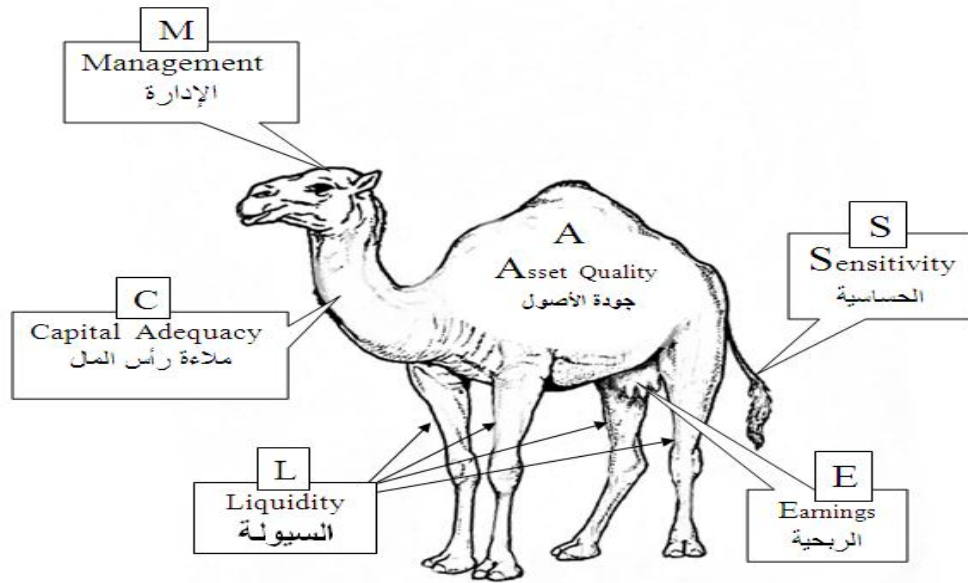 M
Management
الإدارة
A
Asset Quality
جودة الأصول
S
Sensitivity
الحساسية
C
Capital Adequacy
ملاءة رأس المال
L
Liquidity
السيولة
E
Earnings
الربحية